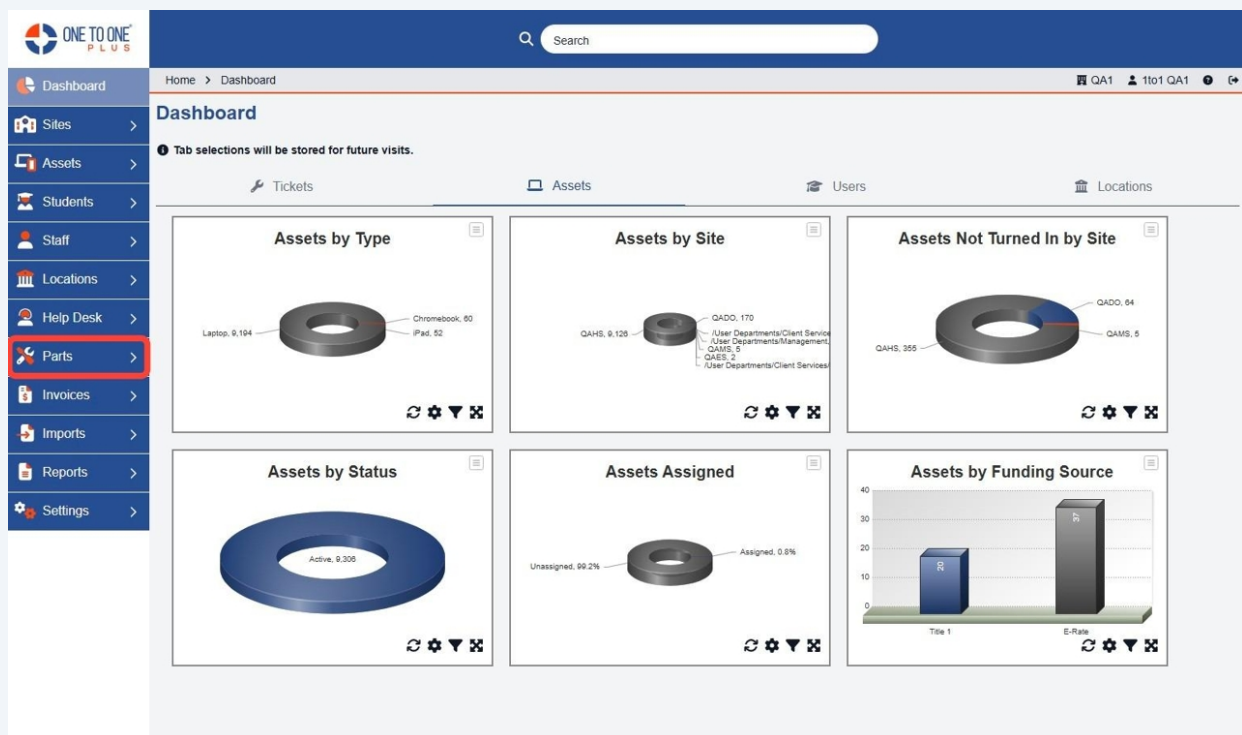 ONE TO ONE
PLUS
Search
Dashboard
Sites
Assets
Students
Staff
Locations
Help Desk
Parts
Invoices
Imports
Reports
Settings
Home > Dashboard
QA1 1to1 QA1
Dashboard
Tab selections will be stored for future visits.
Tickets Assets Users Locations
Assets by Type
Laptop, 9,194
Chromebook, 60
iPad, 52
Assets by Site
QAHS, 9,126
QADO, 170
/User Departments/Client Service
/User Departments/Management,
QAMS, 5
QAES, 2
/User Departments/Client Services/
Assets Not Turned In by Site
QADO, 64
QAMS, 5
QAHS, 355
Assets by Status
Active, 9,306
Assets Assigned
Unassigned, 99.2%
Assigned, 0.8%
Assets by Funding Source
40
30
20
10
0
20
37
Title 1
E-Rate